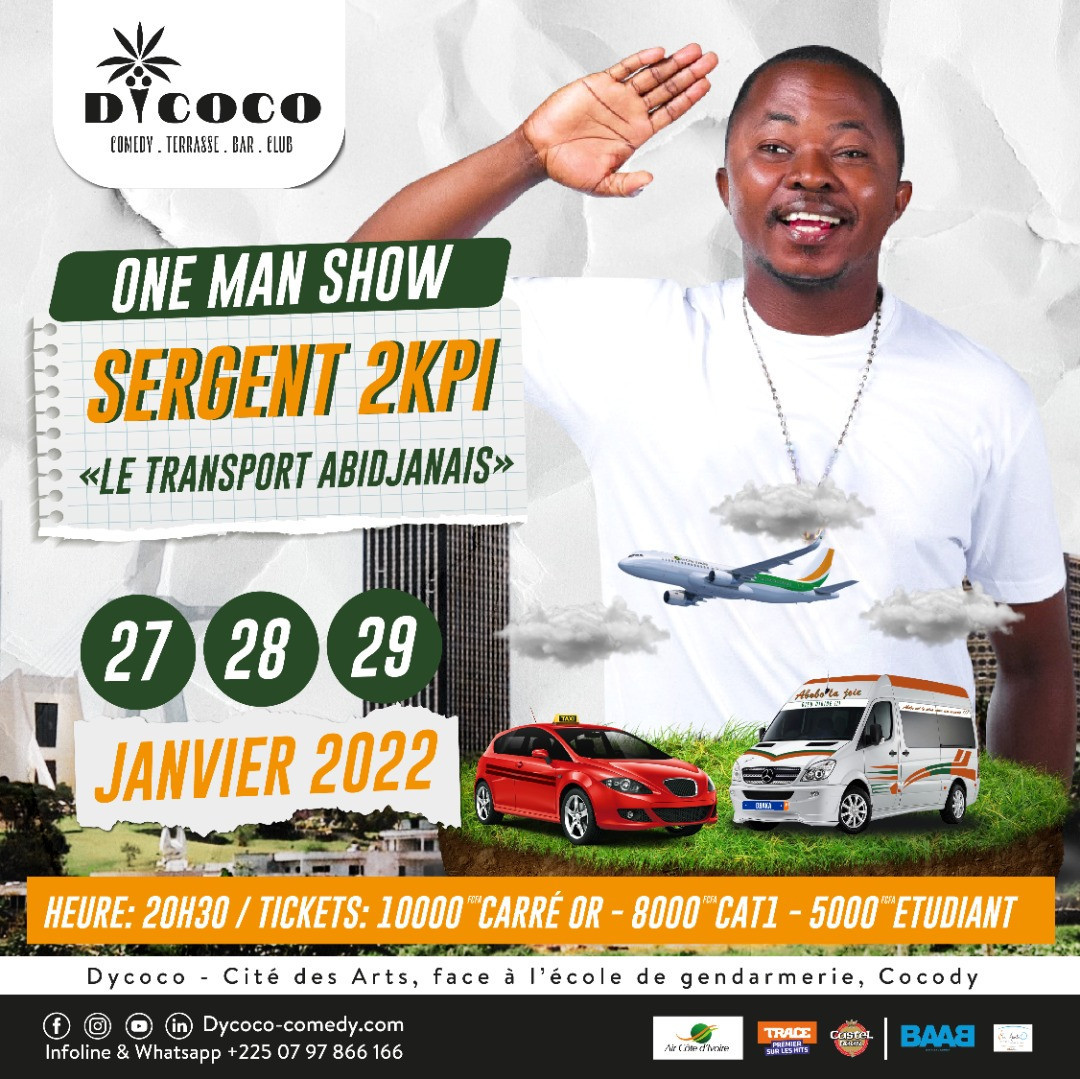 DYCOCO
COMEDY . TERRASSE . BAR . CLUB
ONE MAN SHOW
SERGENT 2KPI
«LE TRANSPORT ABIDJANAIS»
27 28 29
JANVIER 2022
TAXI
Abobo la joie
HEURE: 20H30 / TICKETS: 10000 FCFA CARRÉ OR - 8000 FCFA CAT1 - 5000 FCFA ETUDIANT
Dycoco - Cité des Arts, face à l'école de gendarmerie, Cocody
Dycoco-comedy.com
Infoline & Whatsapp +225 07 97 866 166
Air Côte d'Ivoire
TRACE
PREMIER
SUR LES HITS
Castel
BAAB